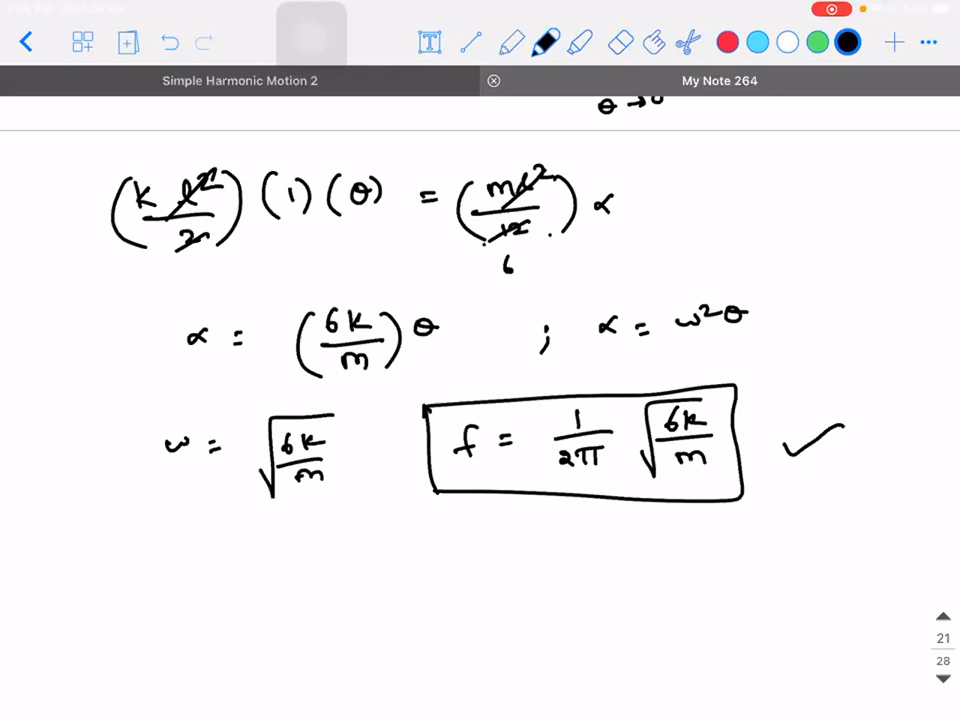 Simple Harmonic Motion 2
My Note 264
θ → 0
(k l²/2) (1) (θ) = (ml²/12) α
6
α = (6k/m) θ ; α = ω²θ
ω = √(6k/m) f = 1/2π √(6k/m) ✓
21
28